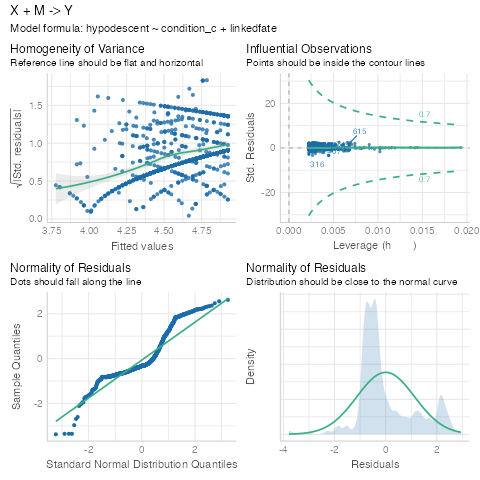 X + M -> Y
Model formula: hypodescent ~ condition_c + linkedfate
Homogeneity of Variance
Reference line should be flat and horizontal
√|Std. residuals|
1.5
1.0
0.5
0.0
3.75
4.00
4.25
4.50
4.75
Fitted values
Influential Observations
Points should be inside the contour lines
Std. Residuals
20
0
-20
0.7
615
316
0.7
0.000
0.005
0.010
0.015
0.020
Leverage (h )
Normality of Residuals
Dots should fall along the line
Sample Quantiles
2
0
-2
-2
0
2
Standard Normal Distribution Quantiles
Normality of Residuals
Distribution should be close to the normal curve
Density
-4
-2
0
2
Residuals